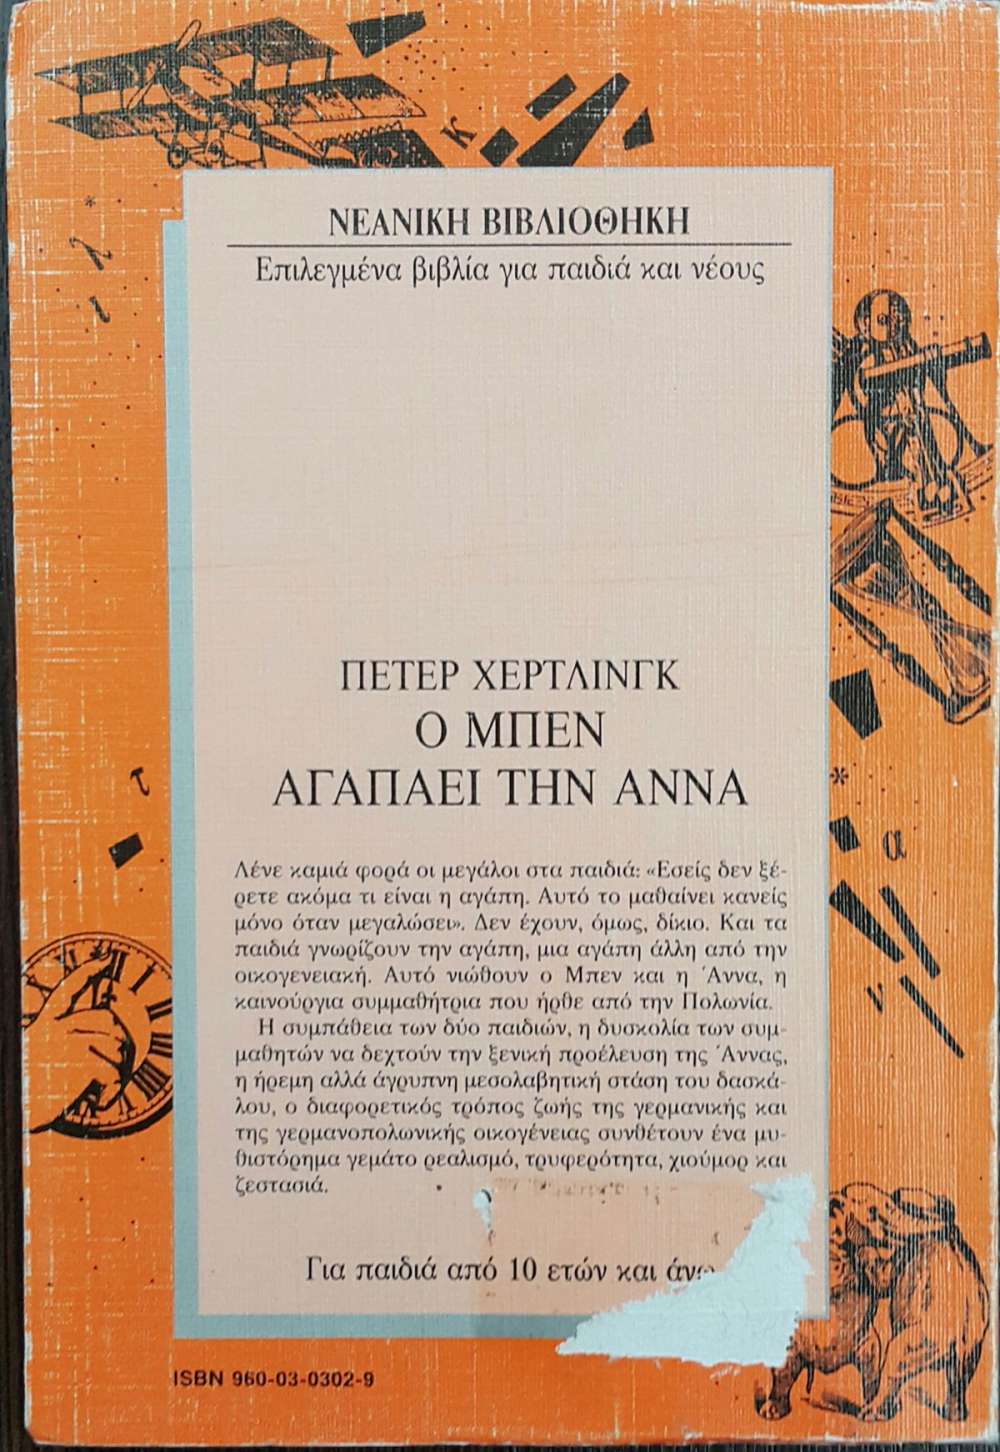 ΝΕΑΝΙΚΗ ΒΙΒΛΙΟΘΗΚΗ
Επιλεγμένα βιβλία για παιδιά και νέους
ΠΕΤΕΡ ΧΕΡΤΛΙΝΓΚ
Ο ΜΠΕΝ
ΑΓΑΠΑΕΙ ΤΗΝ ΑΝΝΑ
Λένε καμιά φορά οι μεγάλοι στα παιδιά: «Εσείς δεν ξέ-
ρετε ακόμα τι είναι η αγάπη. Αυτό το μαθαίνει κανείς
μόνο όταν μεγαλώσει». Δεν έχουν, όμως, δίκιο. Και τα
παιδιά γνωρίζουν την αγάπη, μια αγάπη άλλη από την
οικογενειακή. Αυτό νιώθουν ο Μπεν και η Άννα, η
καινούργια συμμαθήτρια που ήρθε από την Πολωνία.
Η συμπάθεια των δύο παιδιών, η δυσκολία των συμ-
μαθητών να δεχτούν την ξενική προέλευση της Άννας,
η ήρεμη αλλά άγρυπνη μεσολαβητική στάση του δασκά-
λου, ο διαφορετικός τρόπος ζωής της γερμανικής και
της γερμανοπολωνικής οικογένειας συνθέτουν ένα μυ-
θιστόρημα γεμάτο ρεαλισμό, τρυφερότητα, χιούμορ και
ζεστασιά.
Για παιδιά από 10 ετών και
ISBN 960-03-0302-9